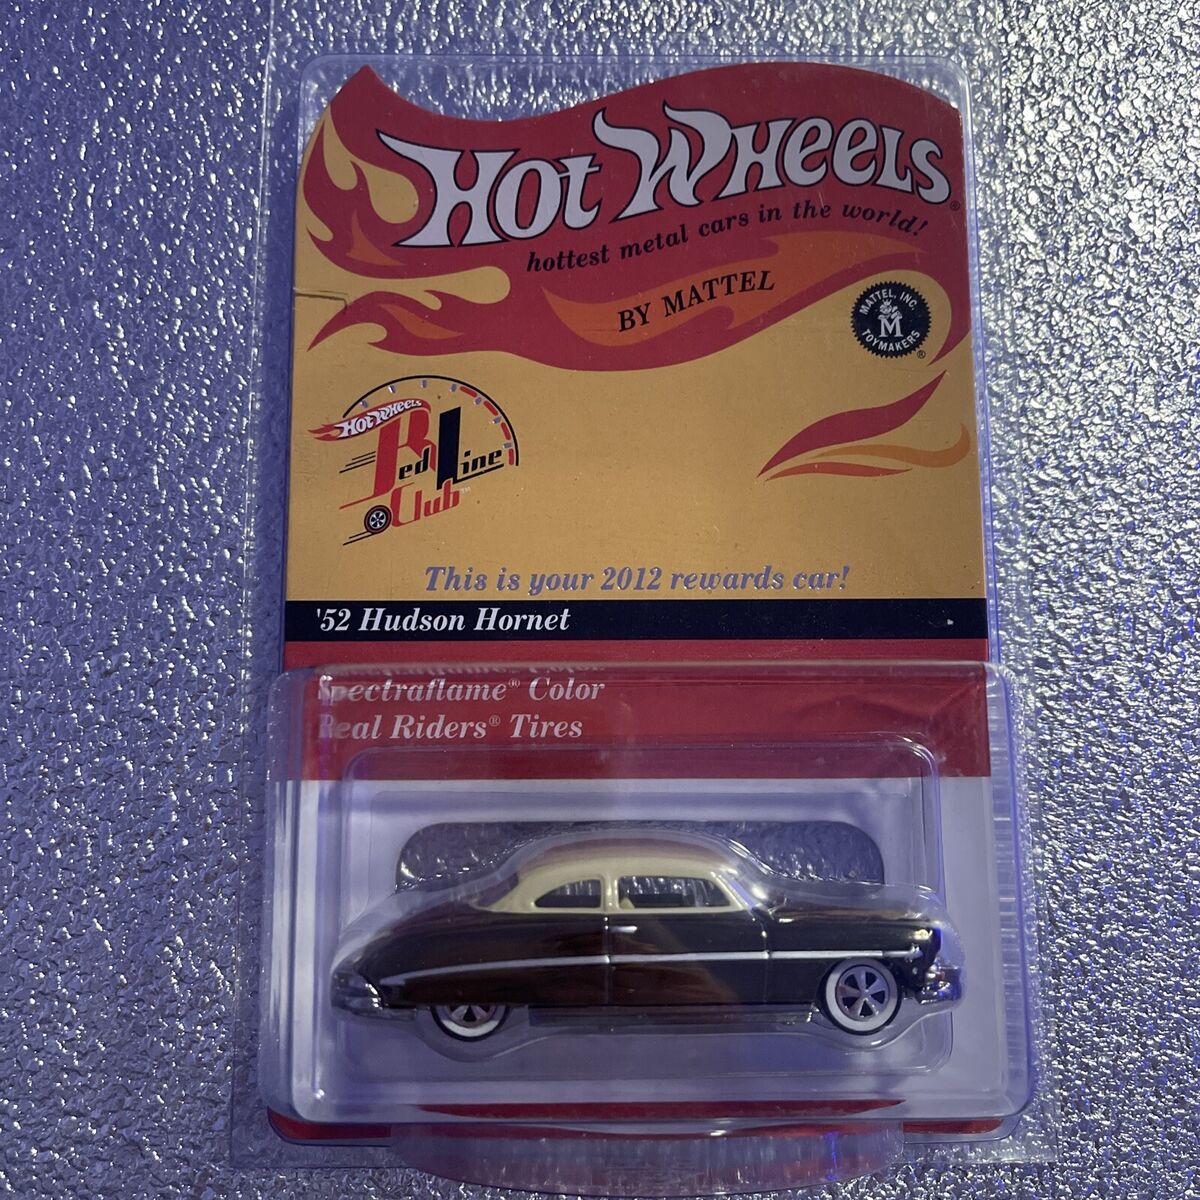 Hot Wheels®
hottest metal cars in the world!
BY MATTEL
MATTEL, INC.
M
TOYMAKERS
®
Hot Wheels
Red Line
Club™
This is your 2012 rewards car!
'52 Hudson Hornet
Spectraflame® Color
Real Riders® Tires